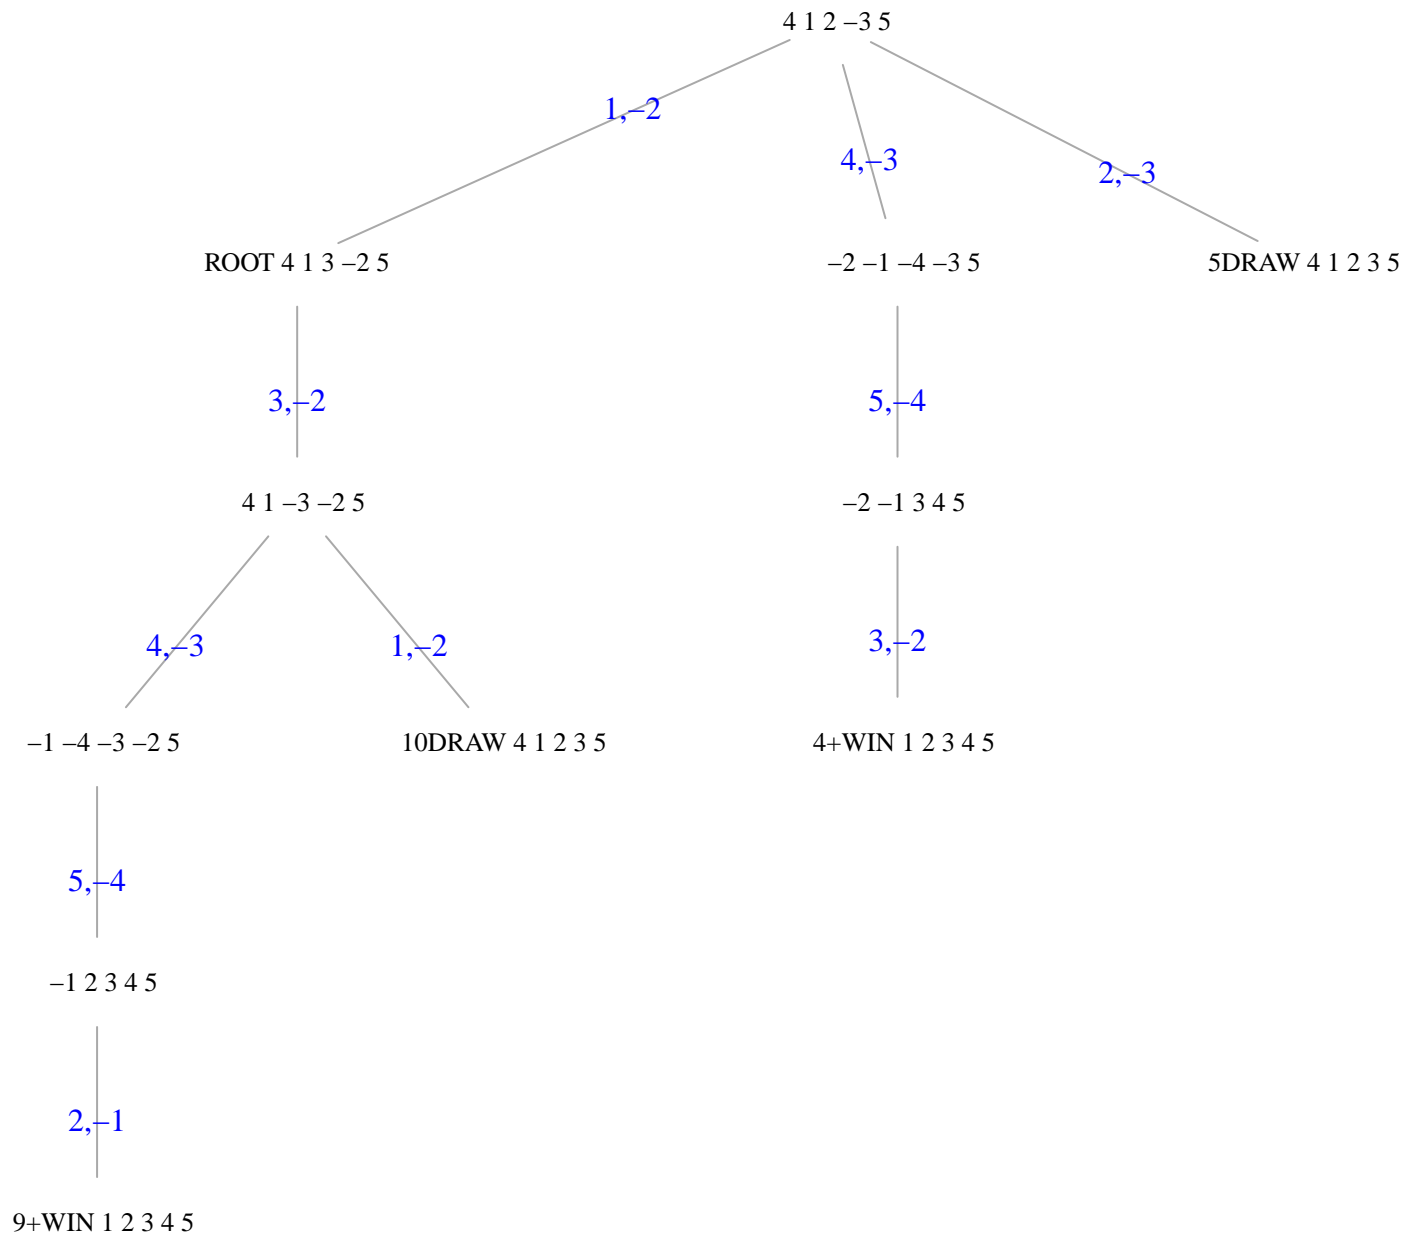 4 1 2 −3 5
1,−2
4,−3
2,−3
ROOT 4 1 3 −2 5
−2 −1 −4 −3 5
5DRAW 4 1 2 3 5
3,−2
5,−4
4 1 −3 −2 5
−2 −1 3 4 5
4,−3
1,−2
3,−2
−1 −4 −3 −2 5
10DRAW 4 1 2 3 5
4+WIN 1 2 3 4 5
5,−4
−1 2 3 4 5
2,−1
9+WIN 1 2 3 4 5